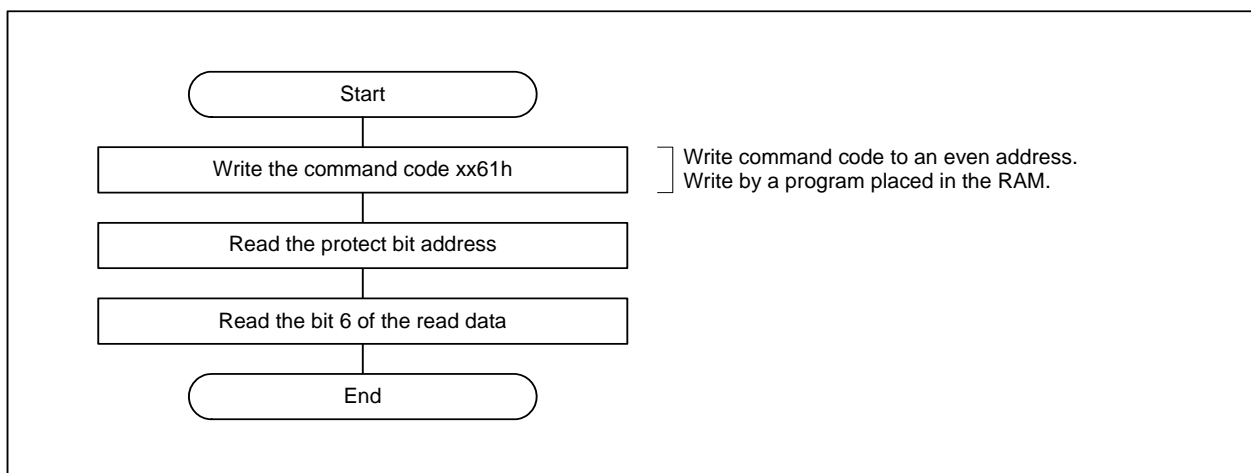 Start
Write the command code xx61h
Write command code to an even address.
Write by a program placed in the RAM.
Read the protect bit address
Read the bit 6 of the read data
End